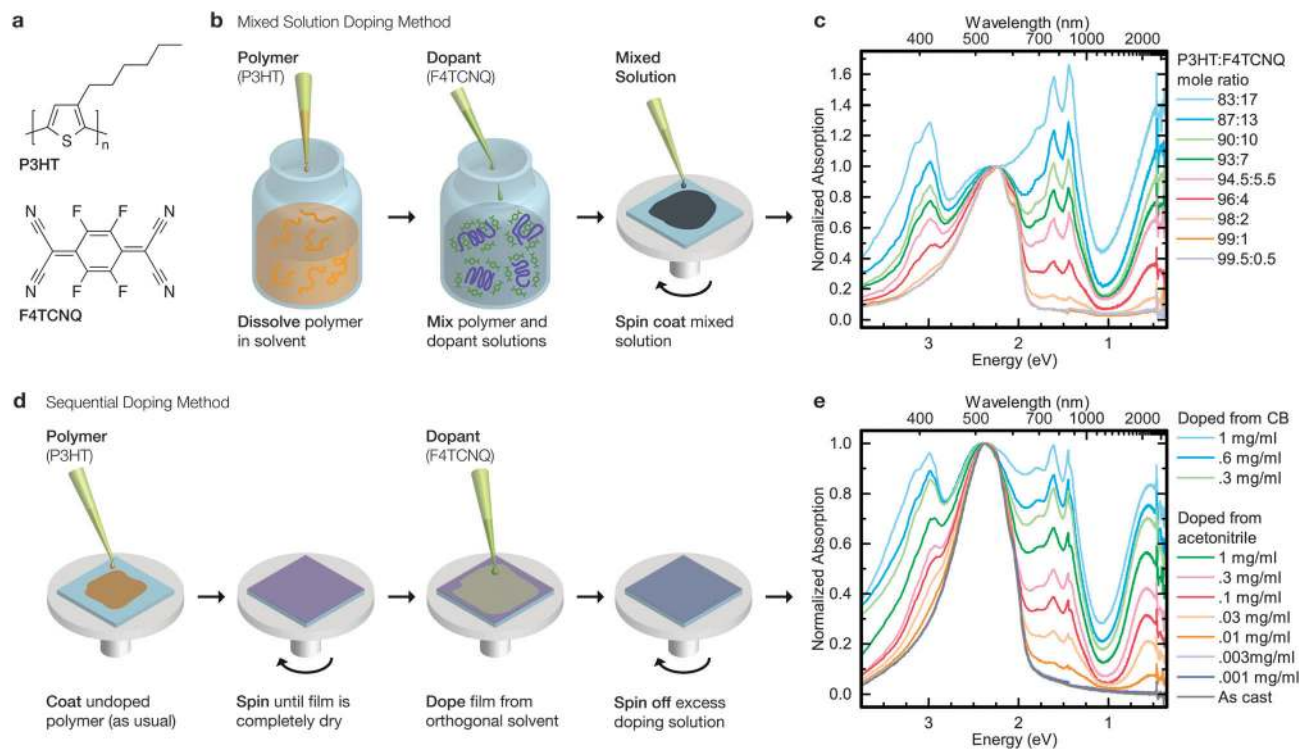 a
P3HT
n
S
F4TCNQ
N
N
F
F
F
F
N
N
b Mixed Solution Doping Method
Polymer
(P3HT)
Dopant
(F4TCNQ)
Mixed
Solution
Dissolve polymer
in solvent
Mix polymer and
dopant solutions
Spin coat mixed
solution
c
Wavelength (nm)
400 500 700 1000 2000
Normalized Absorption
1.6
1.4
1.2
1.0
0.8
0.6
0.4
0.2
0.0
3 2 1
Energy (eV)
P3HT:F4TCNQ
mole ratio
83:17
87:13
90:10
93:7
94.5:5.5
96:4
98:2
99:1
99.5:0.5
d Sequential Doping Method
Polymer
(P3HT)
Dopant
(F4TCNQ)
Coat undoped
polymer (as usual)
Spin until film is
completely dry
Dope film from
orthogonal solvent
Spin off excess
doping solution
e
Wavelength (nm)
400 500 700 1000 2000
Normalized Absorption
1.0
0.8
0.6
0.4
0.2
0.0
3 2 1
Energy (eV)
Doped from CB
1 mg/ml
.6 mg/ml
.3 mg/ml
Doped from
acetonitrile
1 mg/ml
.3 mg/ml
.1 mg/ml
.03 mg/ml
.01 mg/ml
.003mg/ml
.001 mg/ml
As cast